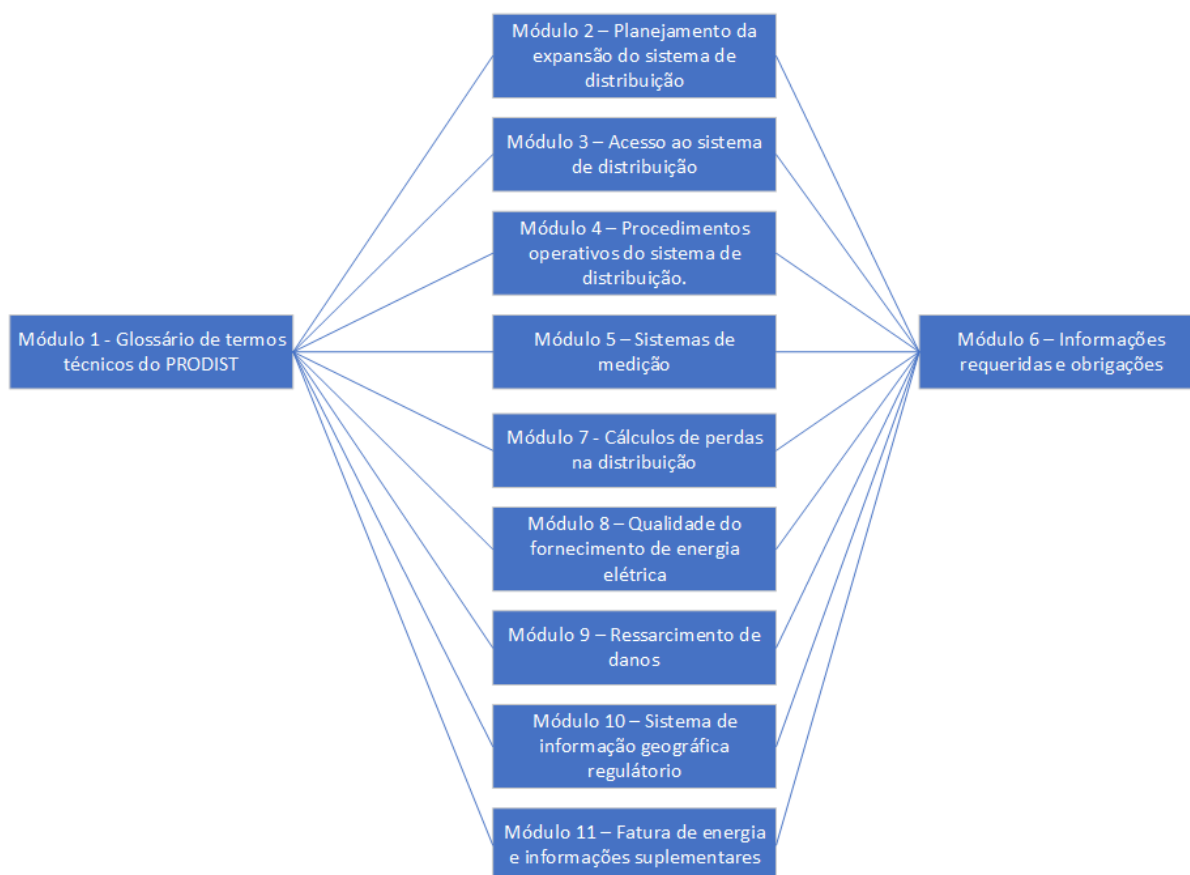 Módulo 2 – Planejamento da
expansão do sistema de
distribuição
Módulo 3 – Acesso ao sistema
de distribuição
Módulo 4 – Procedimentos
operativos do sistema de
distribuição.
Módulo 1 - Glossário de termos
técnicos do PRODIST
Módulo 5 – Sistemas de
medição
Módulo 6 – Informações
requeridas e obrigações
Módulo 7 - Cálculos de perdas
na distribuição
Módulo 8 – Qualidade do
fornecimento de energia
elétrica
Módulo 9 – Ressarcimento de
danos
Módulo 10 – Sistema de
informação geográfica
regulátorio
Módulo 11 – Fatura de energia
e informações suplementares